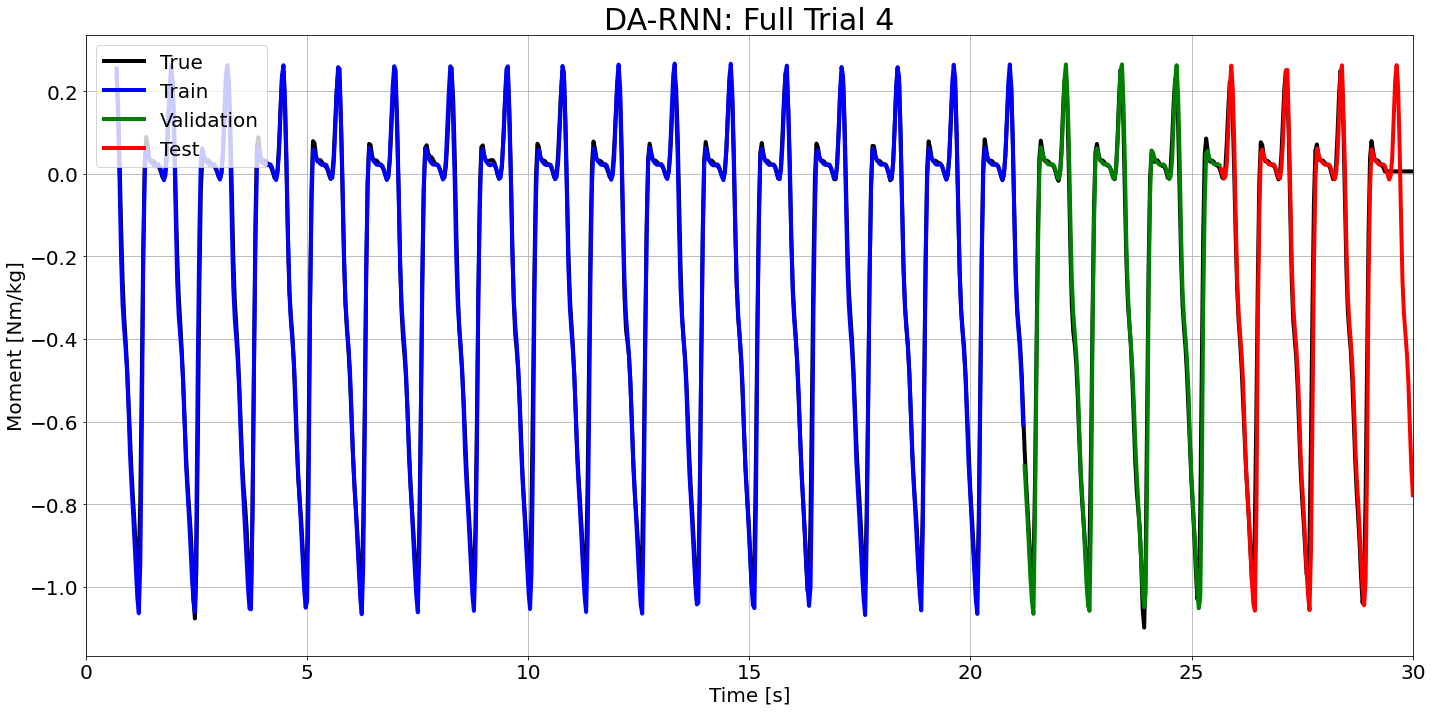 DA-RNN: Full Trial 4
True
Train
Validation
Test
Moment [Nm/kg]
0.2
0.0
−0.2
−0.4
−0.6
−0.8
−1.0
0 5 10 15 20 25 30
Time [s]